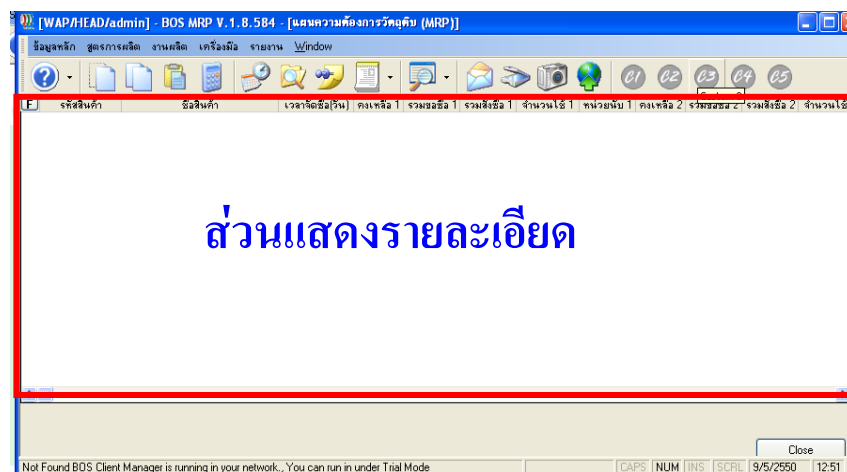 [WAP/HEAD/admin] - BOS MRP V.1.8.584 - [แผนความต้องการวัตถุดิบ (MRP)]
ข้อมูลหลัก สูตรการผลิต งานผลิต เครื่องมือ รายงาน Window
C1 C2 C3 C4 C5
F รหัสสินค้า ชื่อสินค้า เวลาจัดซื้อ(วัน) คงเหลือ 1 รวมขอซื้อ 1 รวมสั่งซื้อ 1 จำนวนใช้ 1 หน่วยนับ 1 คงเหลือ 2 รวมขอซื้อ 2 รวมสั่งซื้อ 2
ส่วนแสดงรายละเอียด
Close
Not Found BOS Client Manager is running in your network., You can run in under Trial Mode CAPS NUM INS SCRL 9/5/2550 12:51